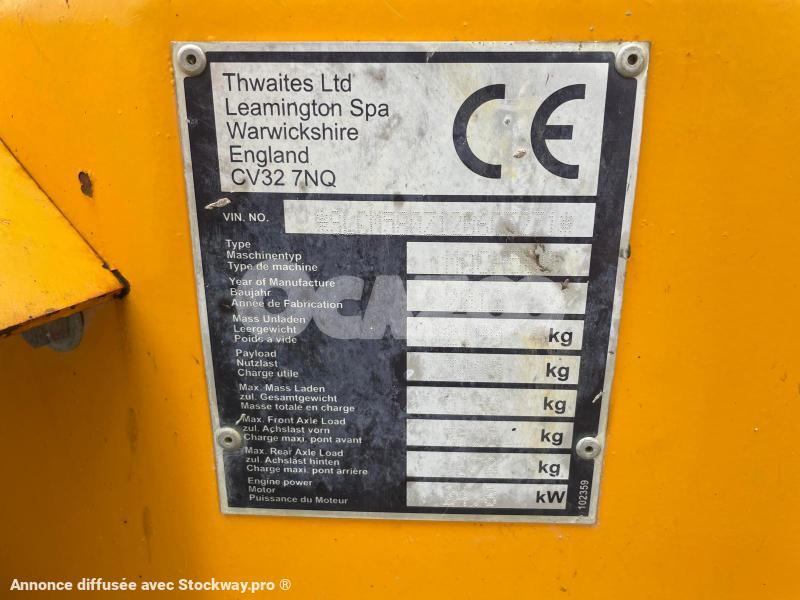 Thwaites Ltd
Leamington Spa
Warwickshire
England
CV32 7NQ
CE
VIN. NO.
Type
Maschinentyp
Type de machine
Year of Manufacture
Baujahr
Année de Fabrication
Mass Unladen
Leergewicht
Poids a vide
kg
Payload
Nutzlast
Charge utile
kg
Max. Mass Laden
zul. Gesamtgewicht
Masse totale en charge
kg
Max. Front Axle Load
zul. Achslast vorn
Charge maxi. pont avant
kg
Max. Rear Axle Load
zul. Achslast hinten
Charge maxi. pont arrière
kg
Engine power
Motor
Puissance du Moteur
kW
102359
OCAZOO
Annonce diffusée avec Stockway.pro ®